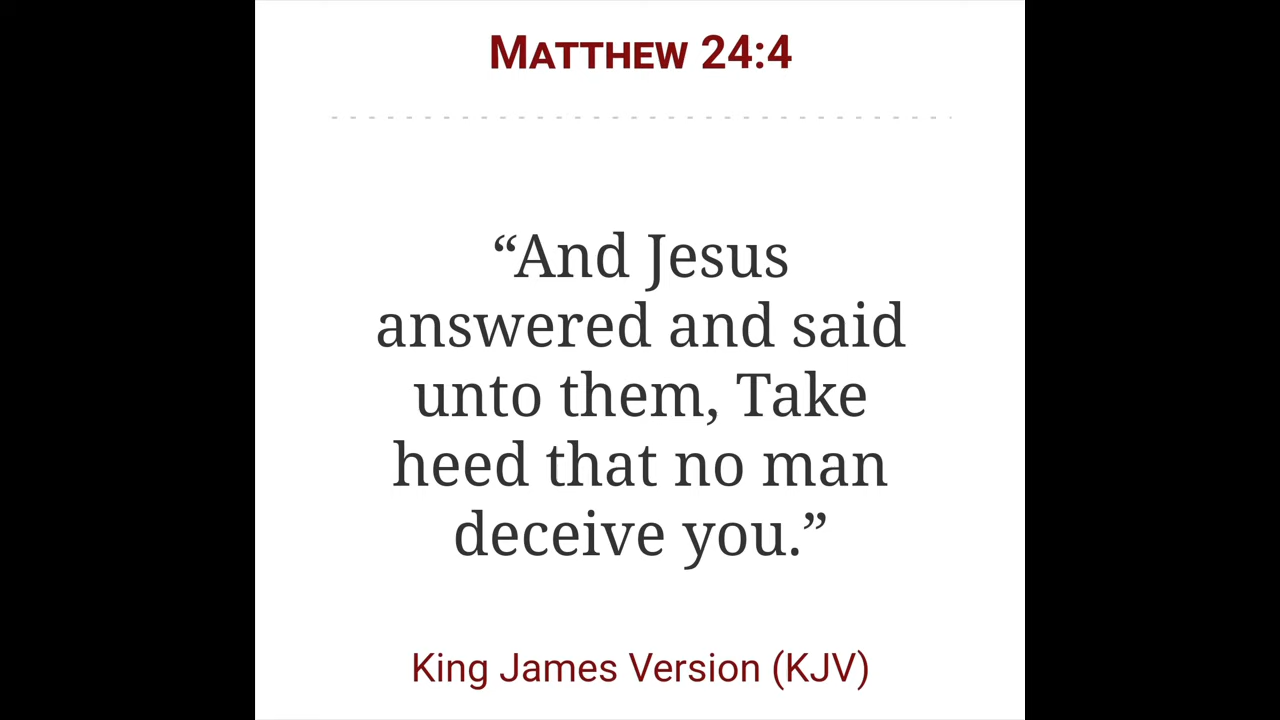 MATTHEW 24:4
“And Jesus
answered and said
unto them, Take
heed that no man
deceive you.”
King James Version (KJV)